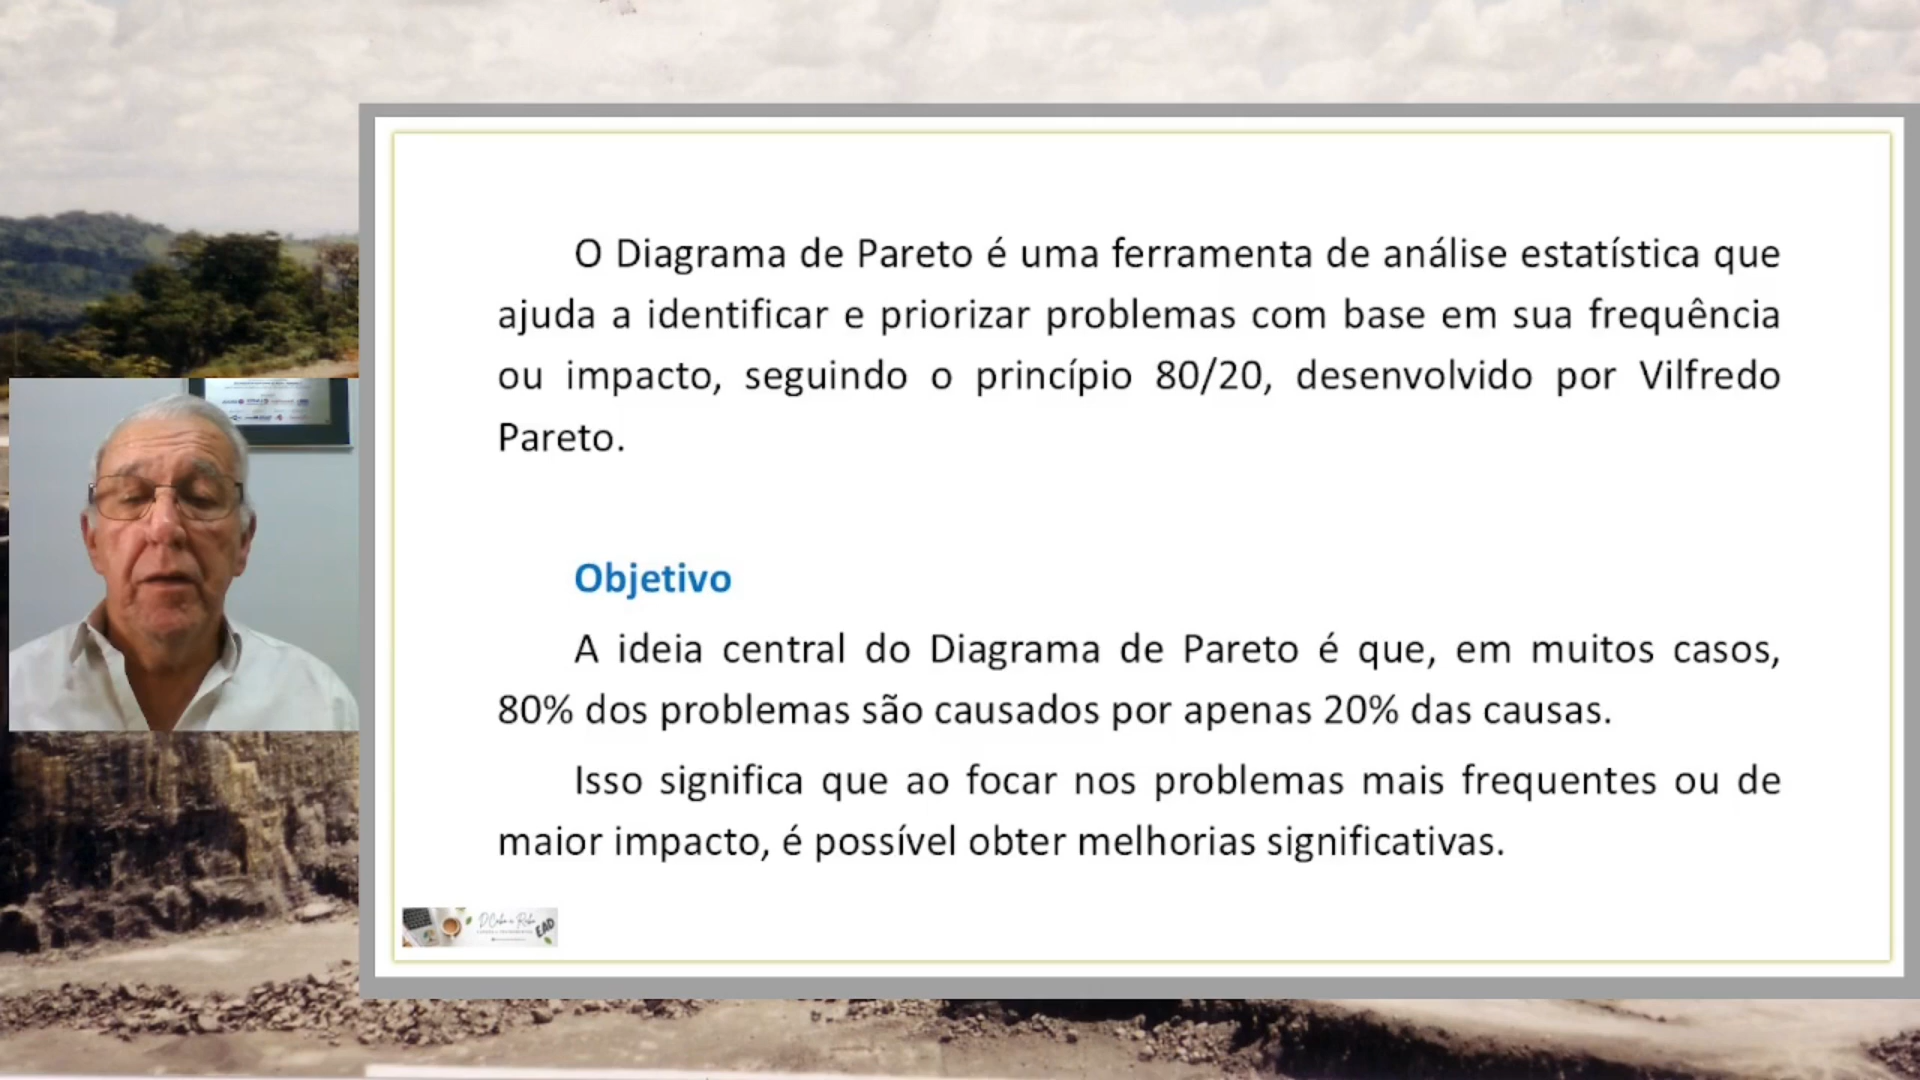 O Diagrama de Pareto é uma ferramenta de análise estatística que
ajuda a identificar e priorizar problemas com base em sua frequência
ou impacto, seguindo o princípio 80/20, desenvolvido por Vilfredo
Pareto.
Objetivo
A ideia central do Diagrama de Pareto é que, em muitos casos,
80% dos problemas são causados por apenas 20% das causas.
Isso significa que ao focar nos problemas mais frequentes ou de
maior impacto, é possível obter melhorias significativas.
EAD